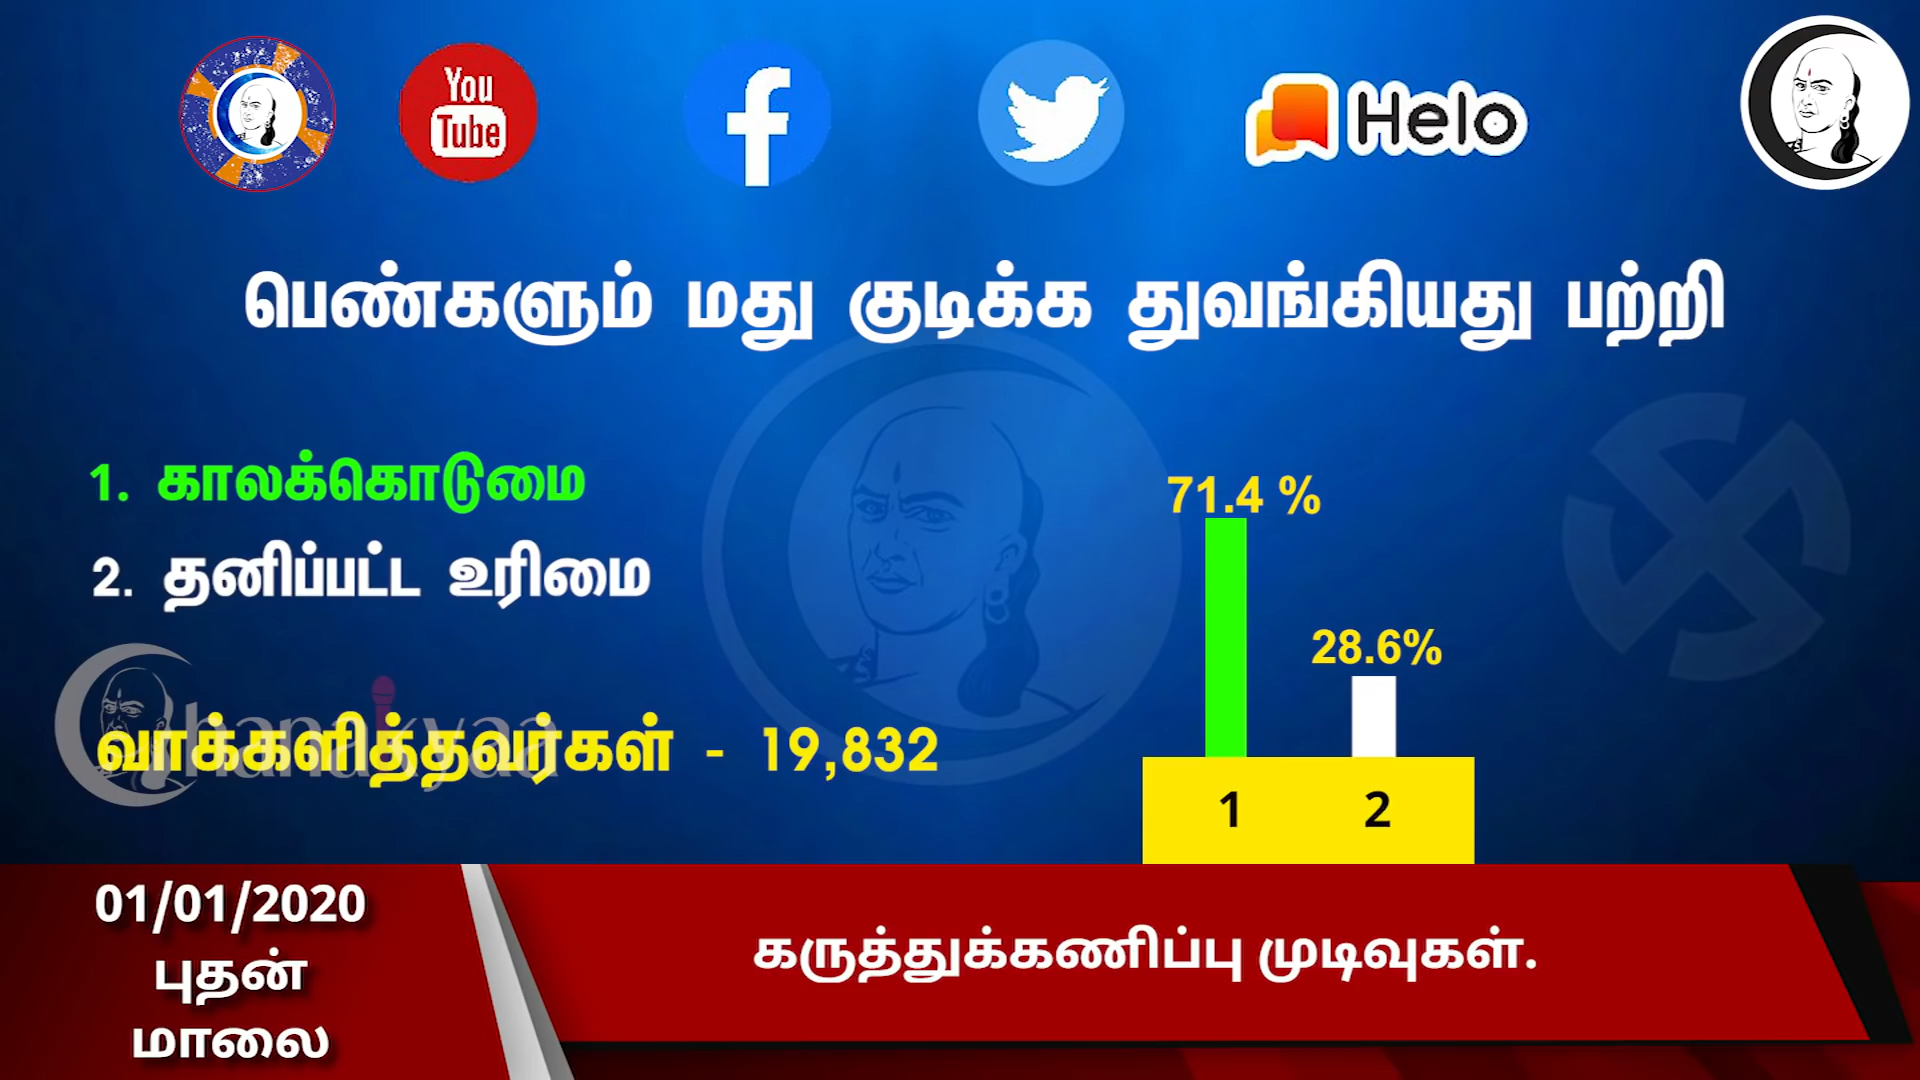 You
Tube
Helo
பெண்களும் மது குடிக்க துவங்கியது பற்றி
1. காலக்கொடுமை
2. தனிப்பட்ட உரிமை
வாக்களித்தவர்கள் - 19,832
Chanakyaa
71.4 %
28.6%
1
2
01/01/2020
புதன்
மாலை
கருத்துக்கணிப்பு முடிவுகள்.